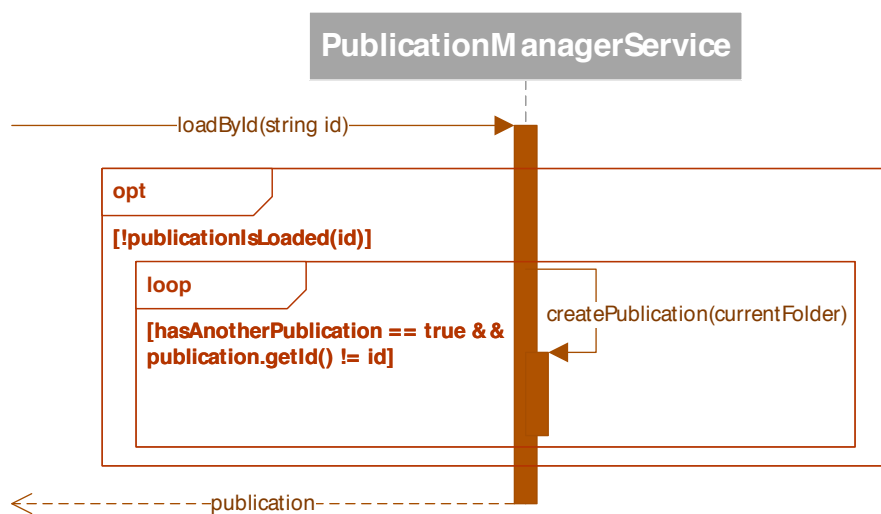 PublicationManagerService
loadById(string id)
opt
[!publicationIsLoaded(id)]
loop
createPublication(currentFolder)
[hasAnotherPublication == true &&
publication.getId() != id]
publication